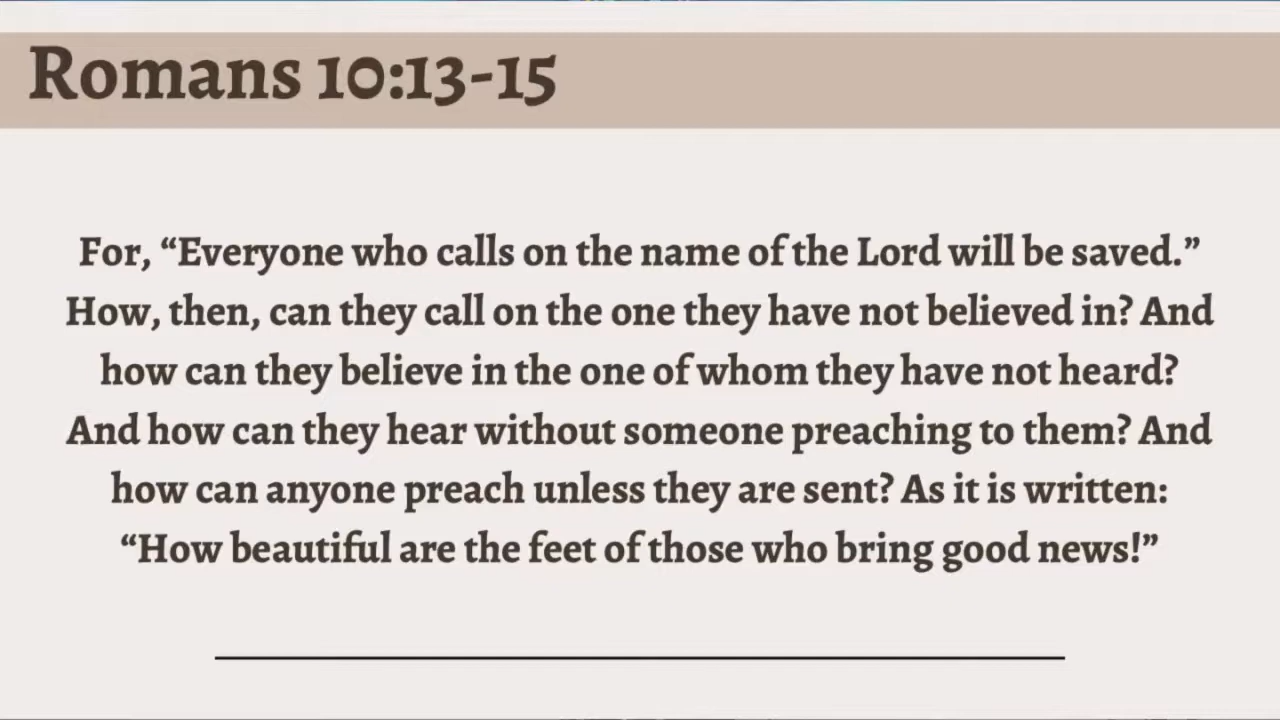 Romans 10:13-15
For, “Everyone who calls on the name of the Lord will be saved.”
How, then, can they call on the one they have not believed in? And
how can they believe in the one of whom they have not heard?
And how can they hear without someone preaching to them? And
how can anyone preach unless they are sent? As it is written:
“How beautiful are the feet of those who bring good news!”